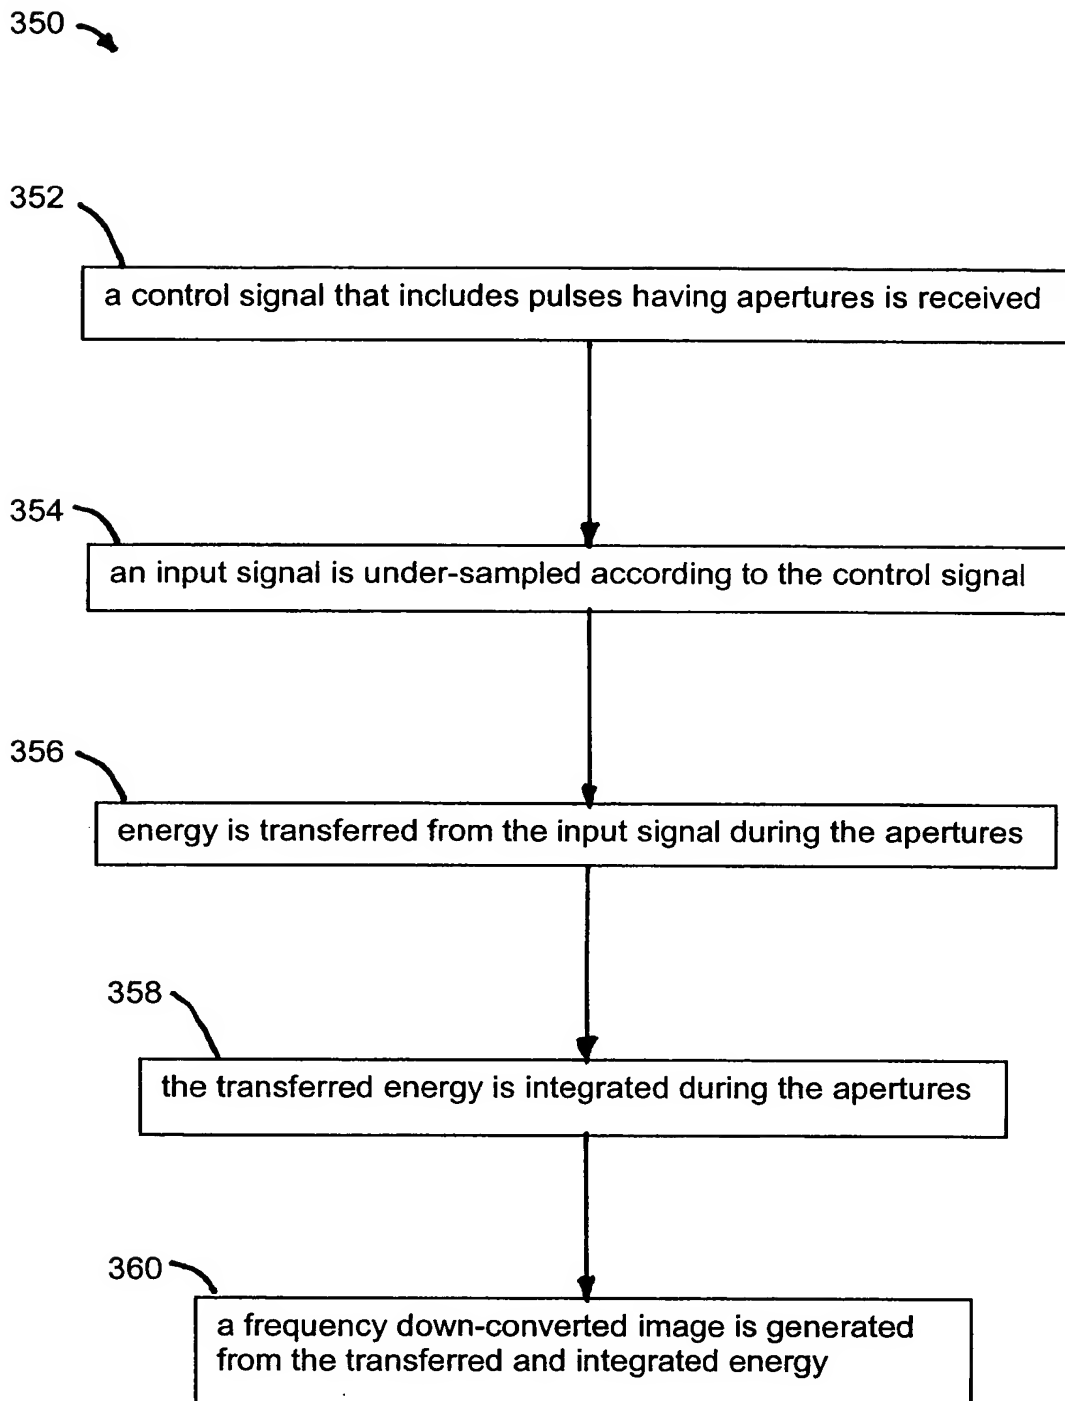 350
352
a control signal that includes pulses having apertures is received
354
an input signal is under-sampled according to the control signal
356
energy is transferred from the input signal during the apertures
358
the transferred energy is integrated during the apertures
360
a frequency down-converted image is generated
from the transferred and integrated energy